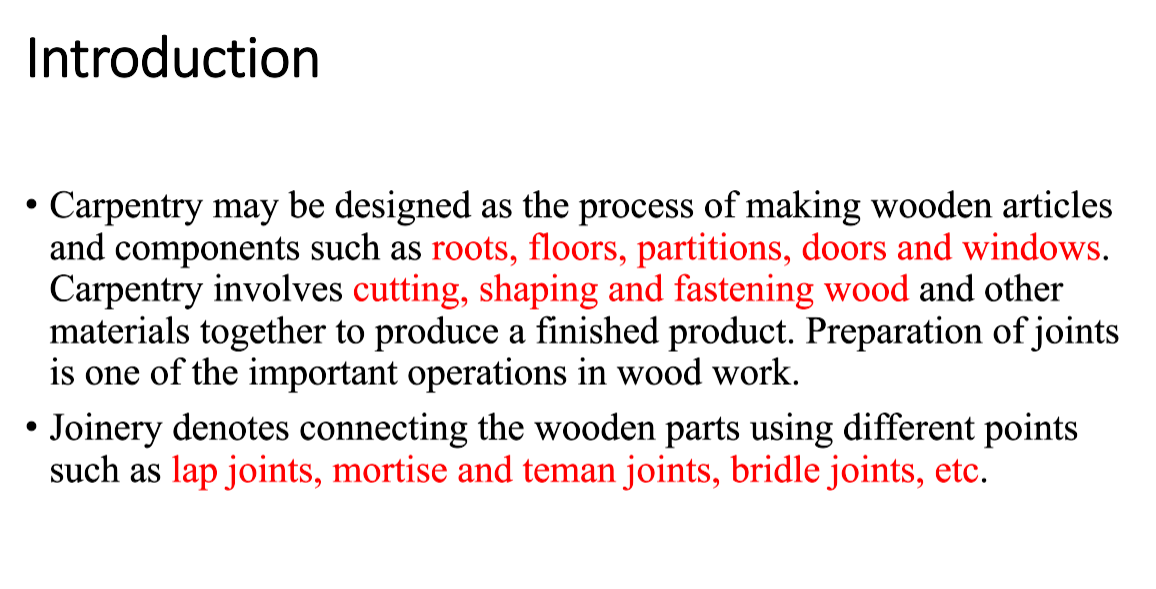 Introduction
• Carpentry may be designed as the process of making wooden articles
and components such as roots, floors, partitions, doors and windows.
Carpentry involves cutting, shaping and fastening wood and other
materials together to produce a finished product. Preparation of joints
is one of the important operations in wood work.
• Joinery denotes connecting the wooden parts using different points
such as lap joints, mortise and teman joints, bridle joints, etc.